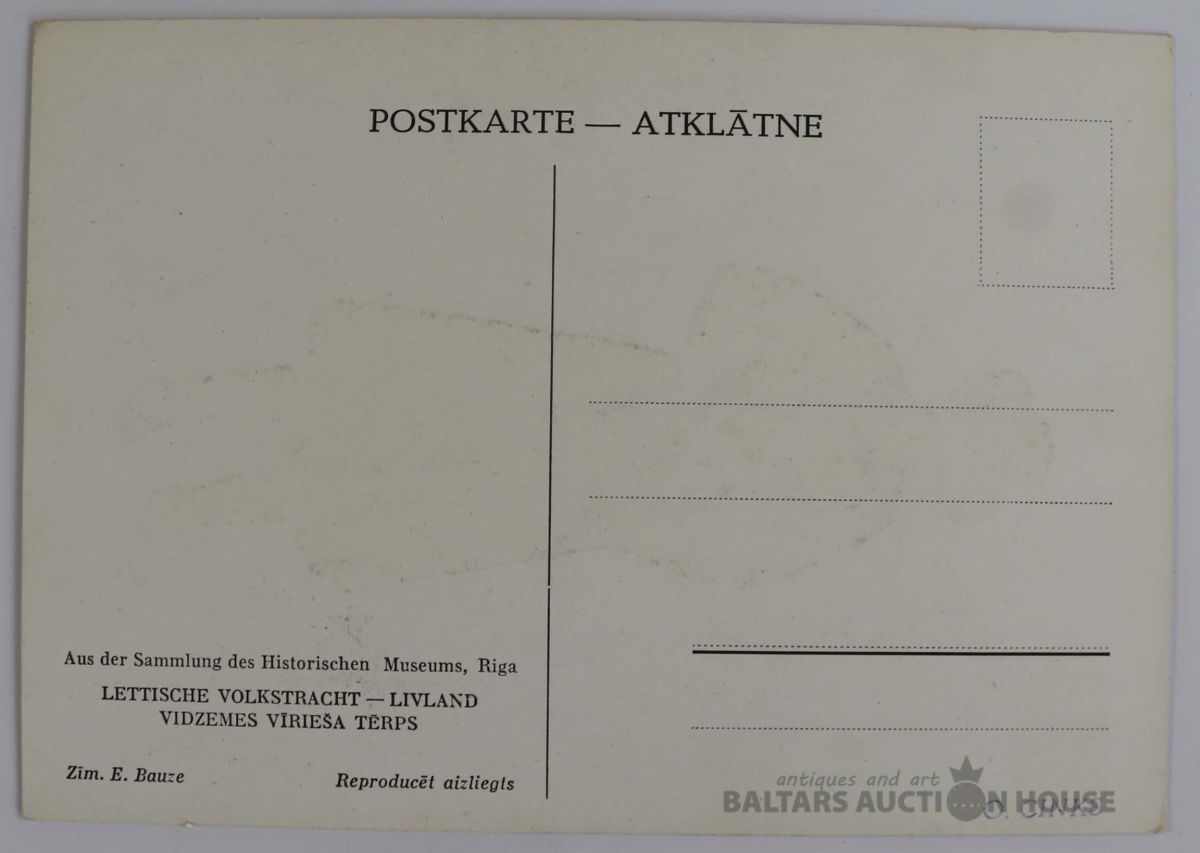 POSTKARTE — ATKLĀTNE
Aus der Sammlung des Historischen Museums, Riga
LETTISCHE VOLKSTRACHT — LIVLAND
VIDZEMES VĪRIEŠA TĒRPS
Zīm. E. Bauze
Reproducēt aizliegts
antiques and art
BALTARS AUCTION HOUSE
O. CINKS